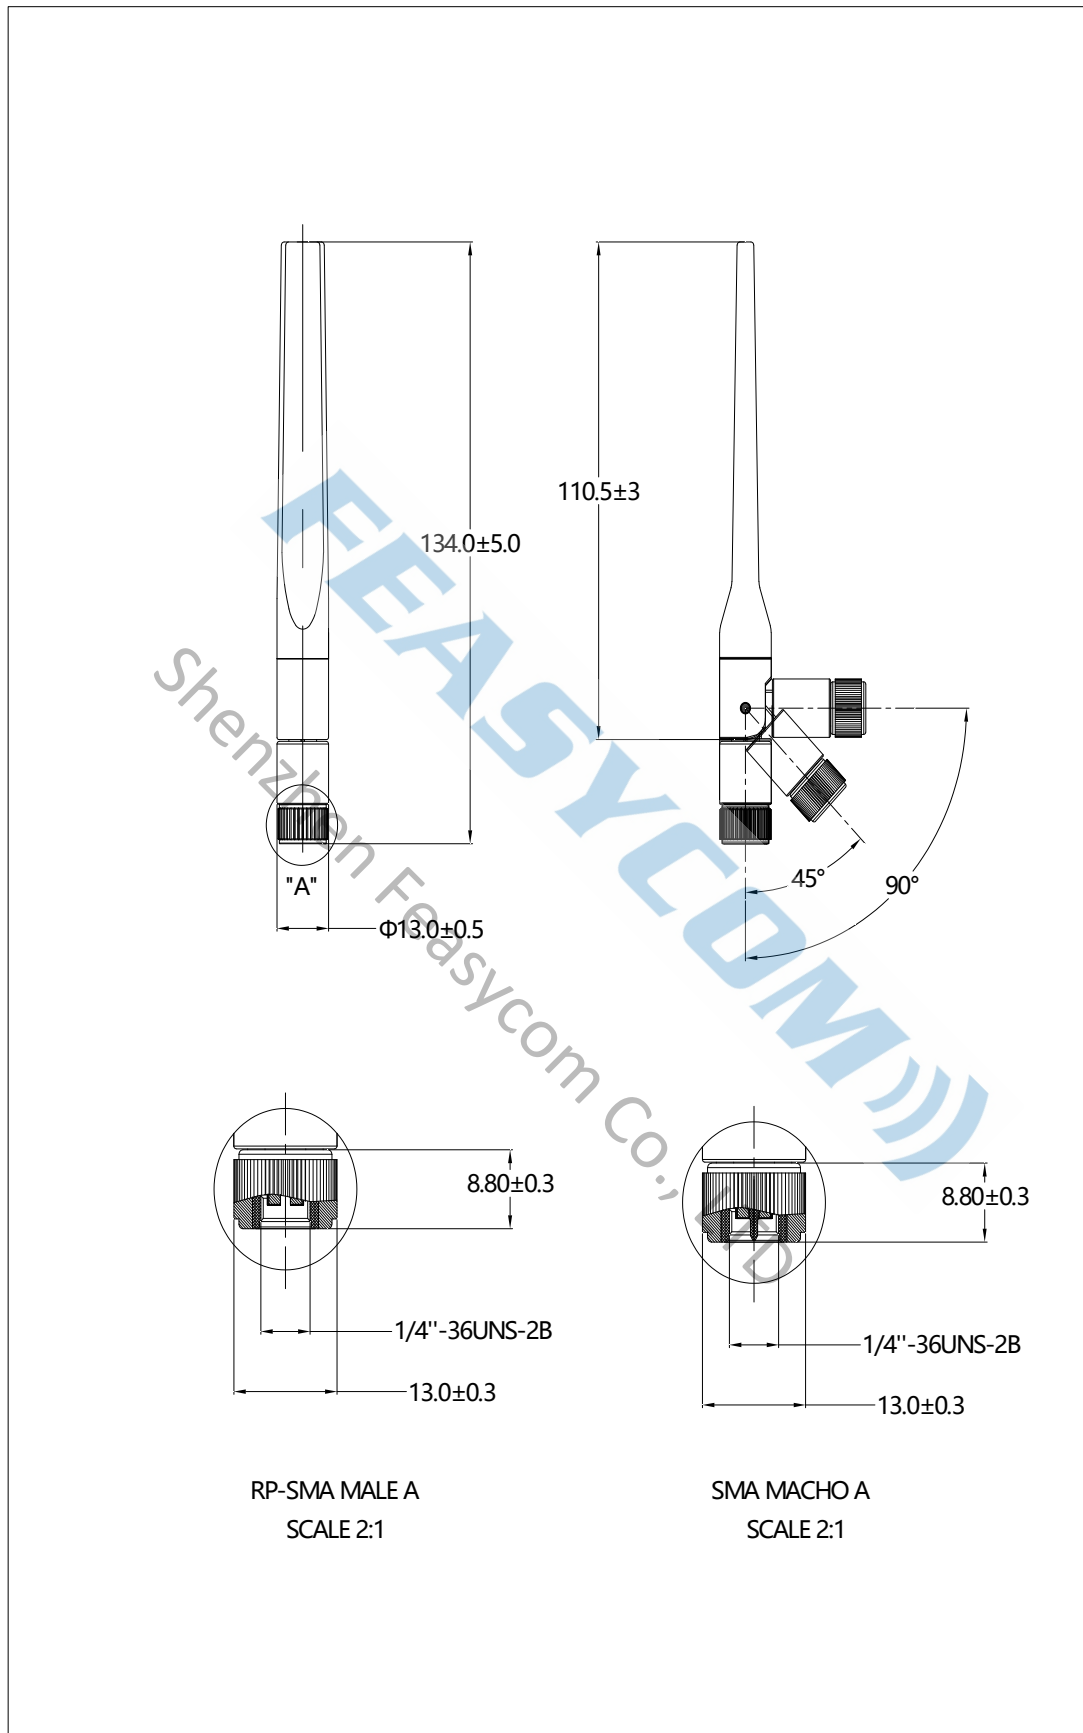 110.5±3
134.0±5.0
FEASYCOM
Shenzhen Feasycom Co., LTD
45°
90°
"A"
Φ13.0±0.5
8.80±0.3
8.80±0.3
1/4''-36UNS-2B
1/4''-36UNS-2B
13.0±0.3
13.0±0.3
RP-SMA MALE A
SCALE 2:1
SMA MACHO A
SCALE 2:1